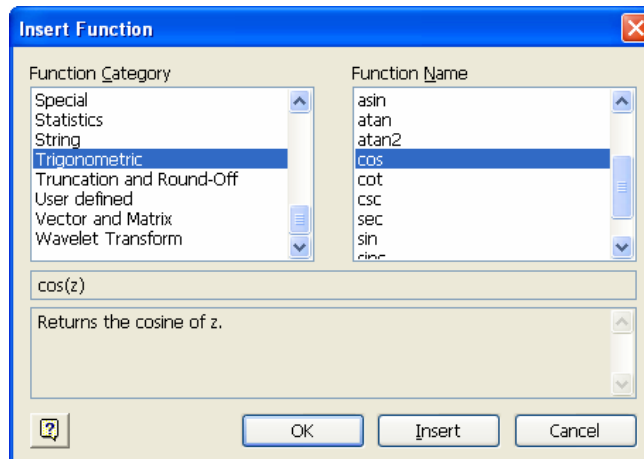 Insert Function
Function Category
Special
Statistics
String
Trigonometric
Truncation and Round-Off
User defined
Vector and Matrix
Wavelet Transform
Function Name
asin
atan
atan2
cos
cot
csc
sec
sin
sinc
cos(z)
Returns the cosine of z.
OK
Insert
Cancel